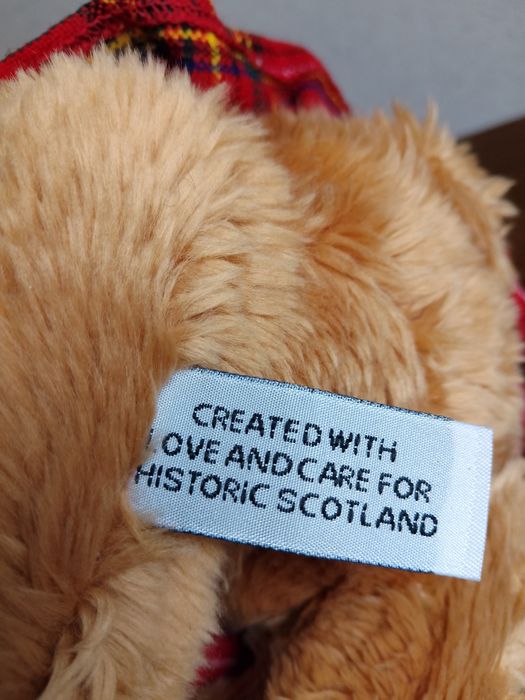 CREATED WITH
LOVE AND CARE FOR
HISTORIC SCOTLAND